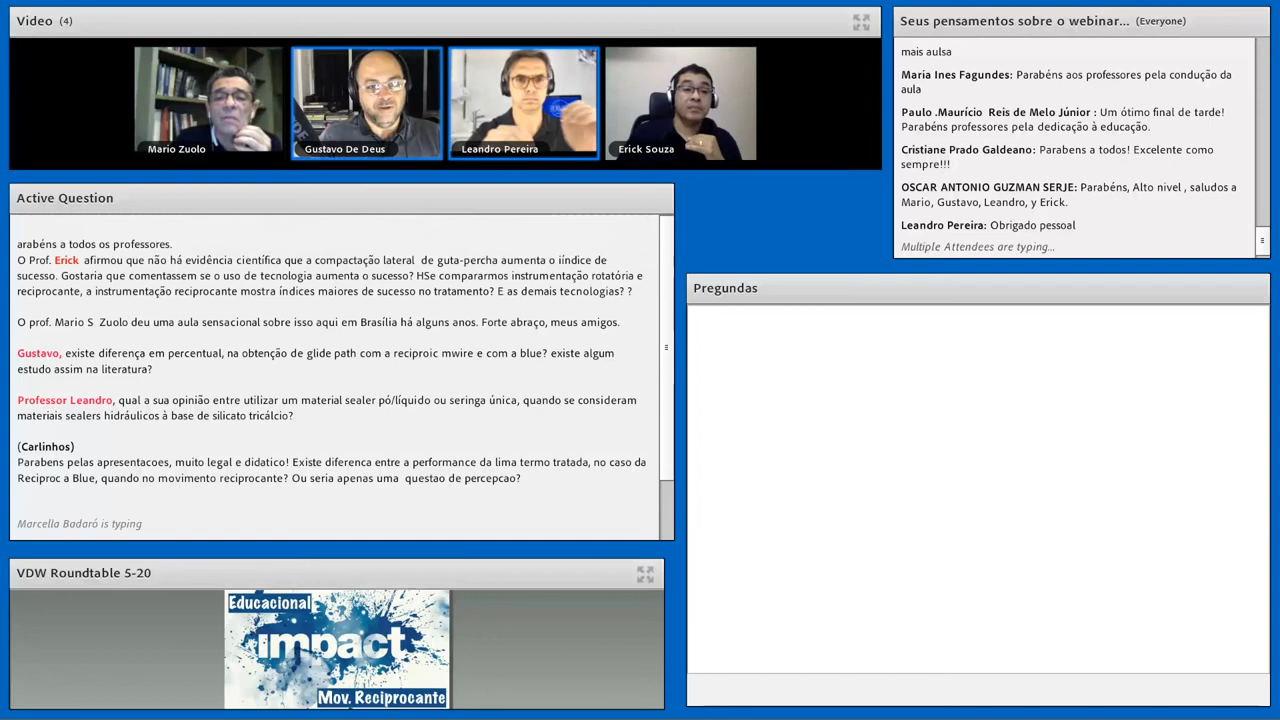 Video (4)
Mario Zuolo
Gustavo De Deus
Leandro Pereira
Erick Souza
Seus pensamentos sobre o webinar... (Everyone)
mais aulsa
Maria Ines Fagundes: Parabéns aos professores pela condução da
aula
Paulo .Maurício Reis de Melo Júnior : Um ótimo final de tarde!
Parabéns professores pela dedicação à educação.
Cristiane Prado Galdeano: Parabens a todos! Excelente como
sempre!!!
OSCAR ANTONIO GUZMAN SERJE: Parabéns, Alto nivel , saludos a
Mario, Gustavo, Leandro, y Erick.
Leandro Pereira: Obrigado pessoal
Multiple Attendees are typing...
Active Question
arabéns a todos os professores.
O Prof. Erick afirmou que não há evidência científica que a compactação lateral de guta-percha aumenta o iíndice de
sucesso. Gostaria que comentassem se o uso de tecnologia aumenta o sucesso? HSe compararmos instrumentação rotatória e
reciprocante, a instrumentação reciprocante mostra índices maiores de sucesso no tratamento? E as demais tecnologias? ?
O prof. Mario S Zuolo deu uma aula sensacional sobre isso aqui em Brasília há alguns anos. Forte abraço, meus amigos.
Gustavo, existe diferença em percentual, na obtenção de glide path com a reciproic mwire e com a blue? existe algum
estudo assim na literatura?
Professor Leandro, qual a sua opinião entre utilizar um material sealer pó/líquido ou seringa única, quando se consideram
materiais sealers hidráulicos à base de silicato tricálcio?
(Carlinhos)
Parabens pelas apresentacoes, muito legal e didatico! Existe diferenca entre a performance da lima termo tratada, no caso da
Reciproc a Blue, quando no movimento reciprocante? Ou seria apenas uma questao de percepcao?
Marcella Badaró is typing
Pregundas
VDW Roundtable 5-20
Educacional
impact
Mov. Reciprocante